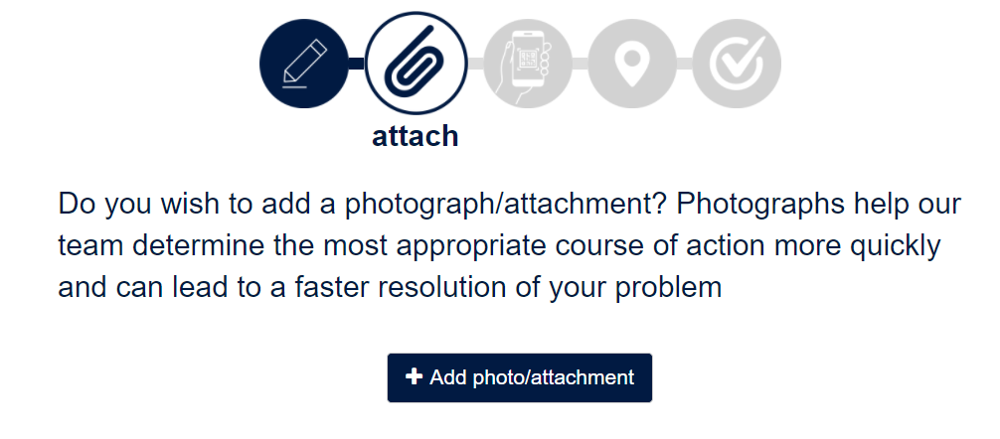 attach
Do you wish to add a photograph/attachment? Photographs help our
team determine the most appropriate course of action more quickly
and can lead to a faster resolution of your problem
Add photo/attachment